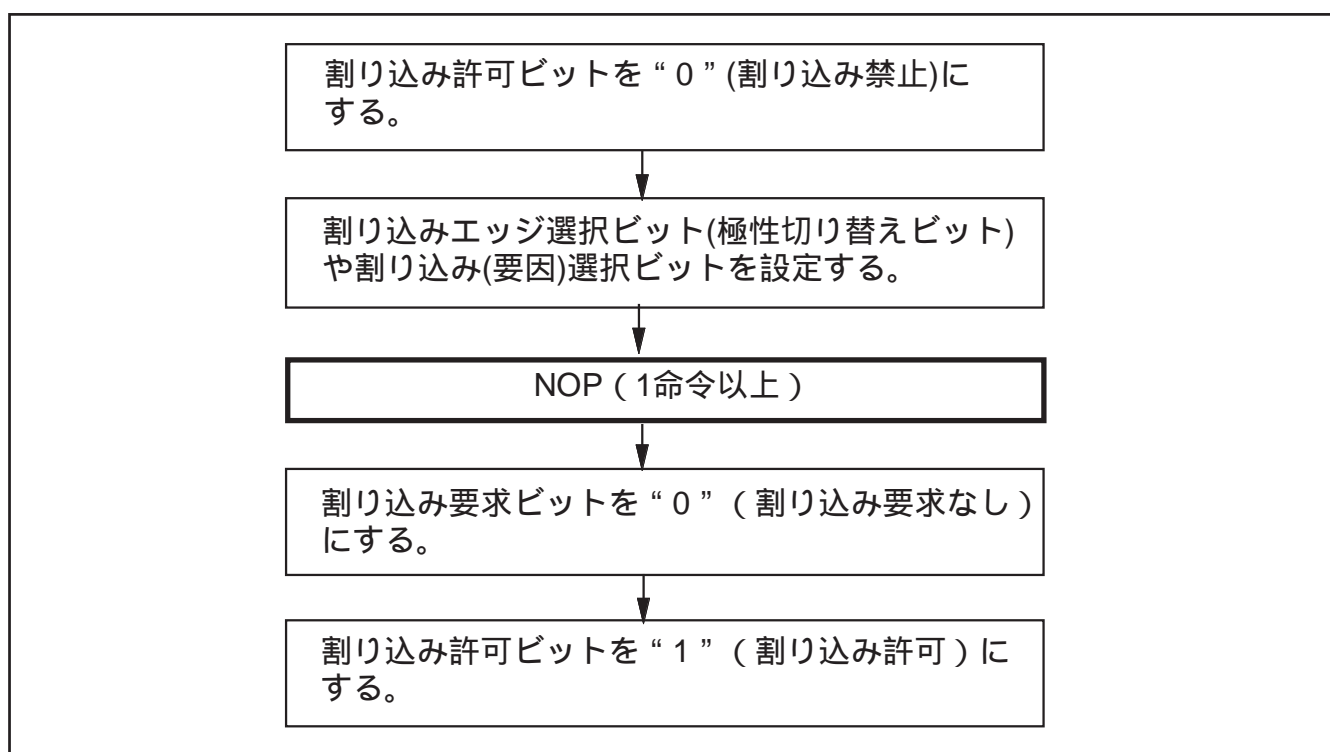 割り込み許可ビットを“0”(割り込み禁止)に
する。
割り込みエッジ選択ビット(極性切り替えビット)
や割り込み(要因)選択ビットを設定する。
NOP（1命令以上）
割り込み要求ビットを“0”（割り込み要求なし）
にする。
割り込み許可ビットを“1”（割り込み許可）に
する。